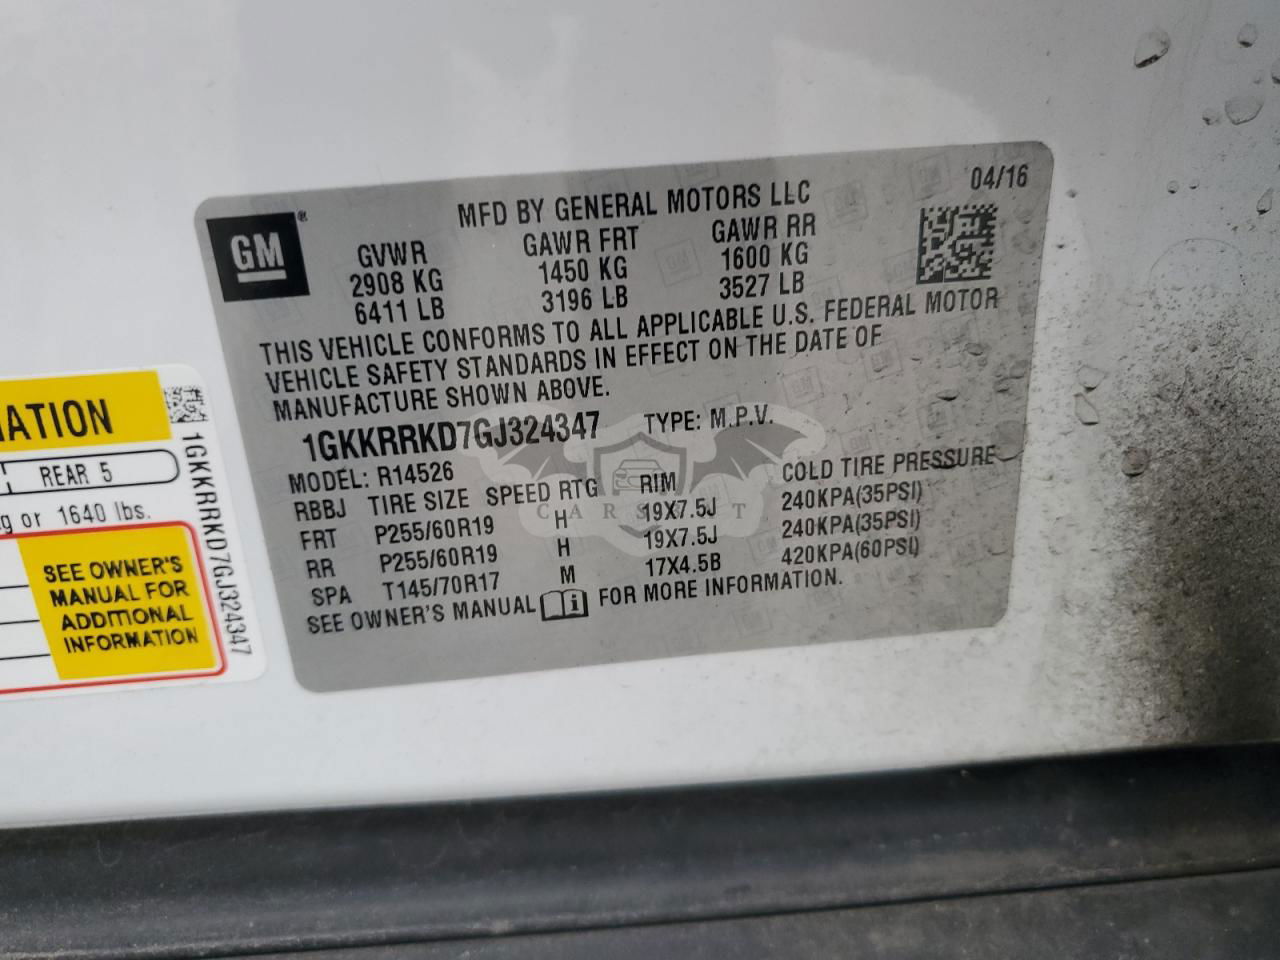 GM
®
MFD BY GENERAL MOTORS LLC
04/16
GVWR GAWR FRT GAWR RR
2908 KG 1450 KG 1600 KG
6411 LB 3196 LB 3527 LB
THIS VEHICLE CONFORMS TO ALL APPLICABLE U.S. FEDERAL MOTOR
VEHICLE SAFETY STANDARDS IN EFFECT ON THE DATE OF
MANUFACTURE SHOWN ABOVE.
1GKKRRKD7GJ324347 TYPE: M.P.V.
MODEL: R14526
RBBJ TIRE SIZE SPEED RTG RIM COLD TIRE PRESSURE
FRT P255/60R19 H 19X7.5J 240KPA(35PSI)
RR P255/60R19 H 19X7.5J 240KPA(35PSI)
SPA T145/70R17 M 17X4.5B 420KPA(60PSI)
SEE OWNER'S MANUAL i FOR MORE INFORMATION.
REAR 5
or 1640 lbs.
SEE OWNER'S
MANUAL FOR
ADDITIONAL
INFORMATION
1GKKRRKD7GJ324347